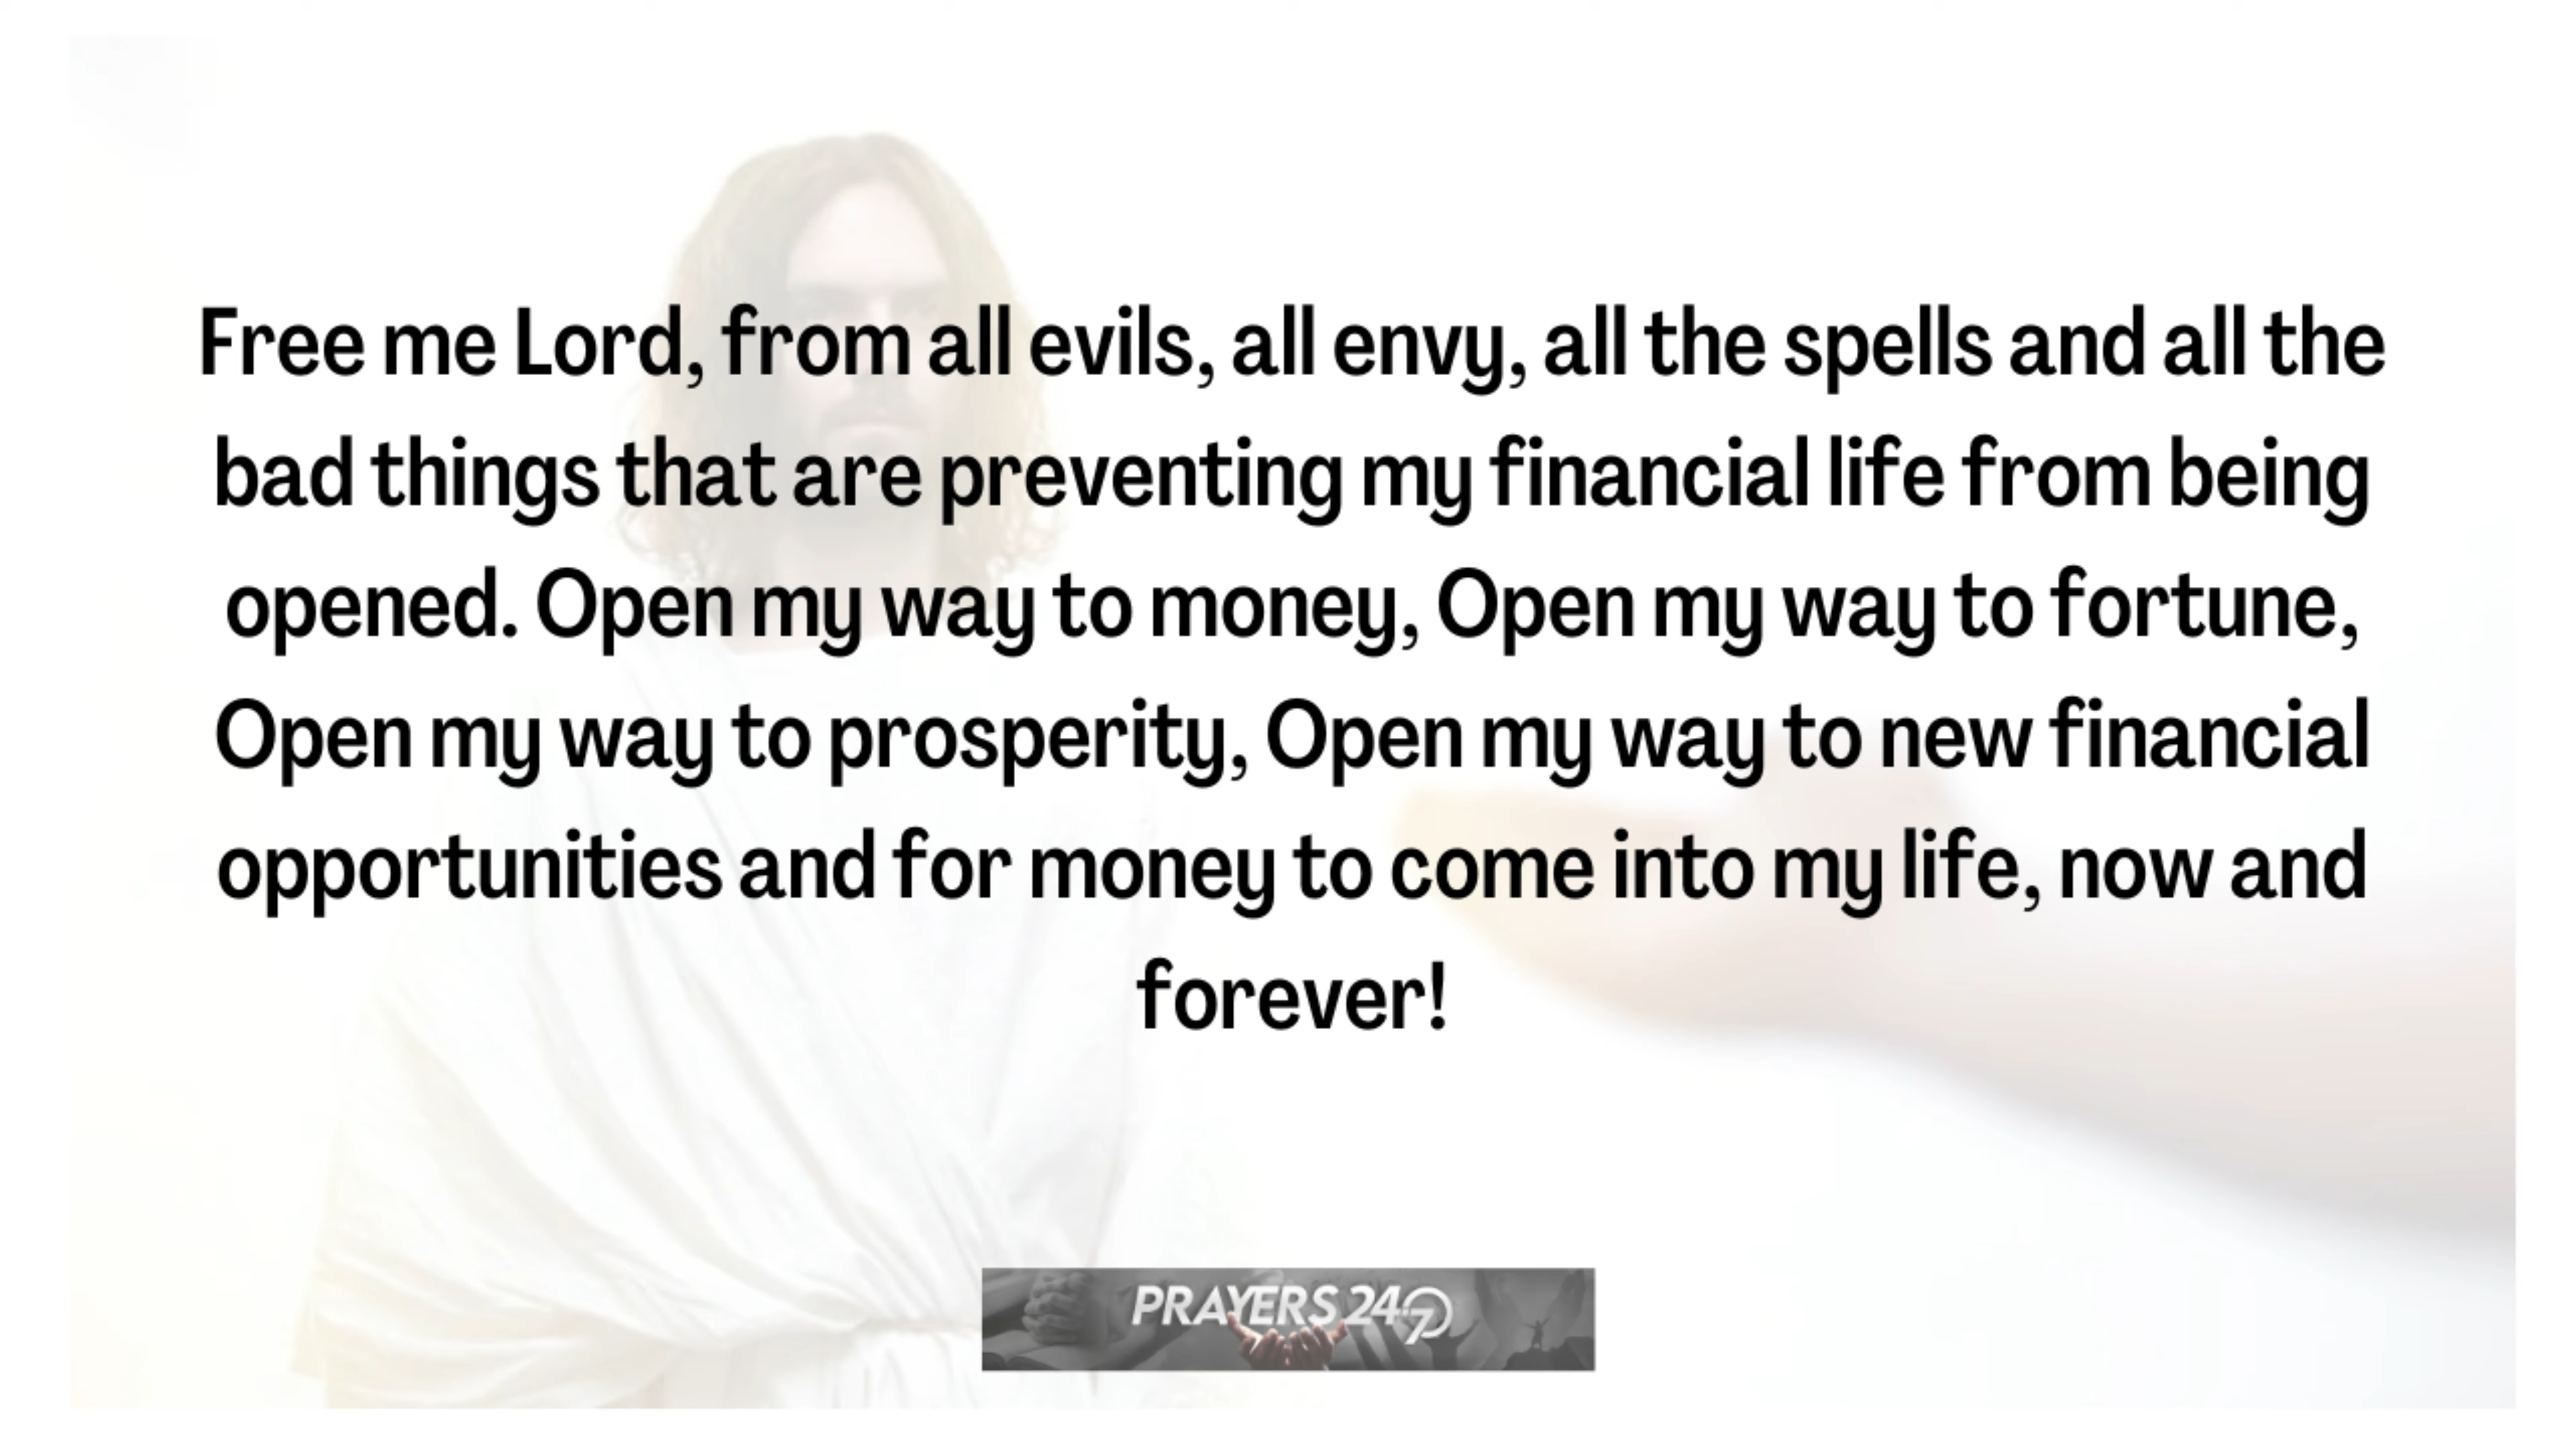 Free me Lord, from all evils, all envy, all the spells and all the
bad things that are preventing my financial life from being
opened. Open my way to money, Open my way to fortune,
Open my way to prosperity, Open my way to new financial
opportunities and for money to come into my life, now and
forever!
PRAYERS 24 7